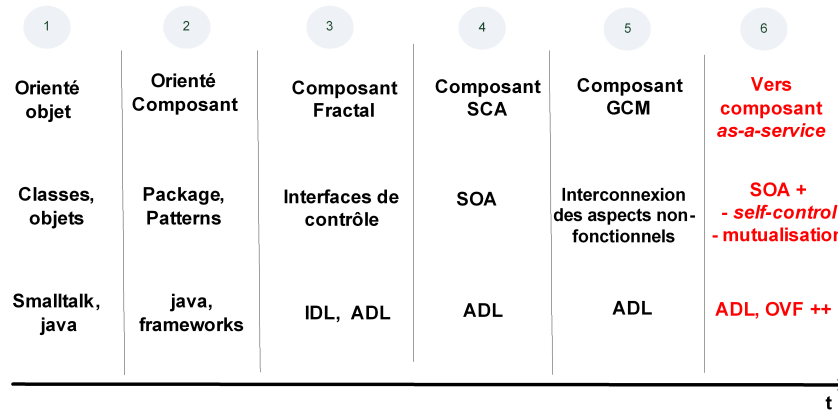 1
2
3
4
5
6
Orienté
objet
Orienté
Composant
Composant
Fractal
Composant
SCA
Composant
GCM
Vers
composant
as-a-service
Classes,
objets
Package,
Patterns
Interfaces de
contrôle
SOA
Interconnexion
des aspects non-
fonctionnels
SOA +
- self-control
- mutualisation
Smalltalk,
java
java,
frameworks
IDL, ADL
ADL
ADL
ADL, OVF ++
t